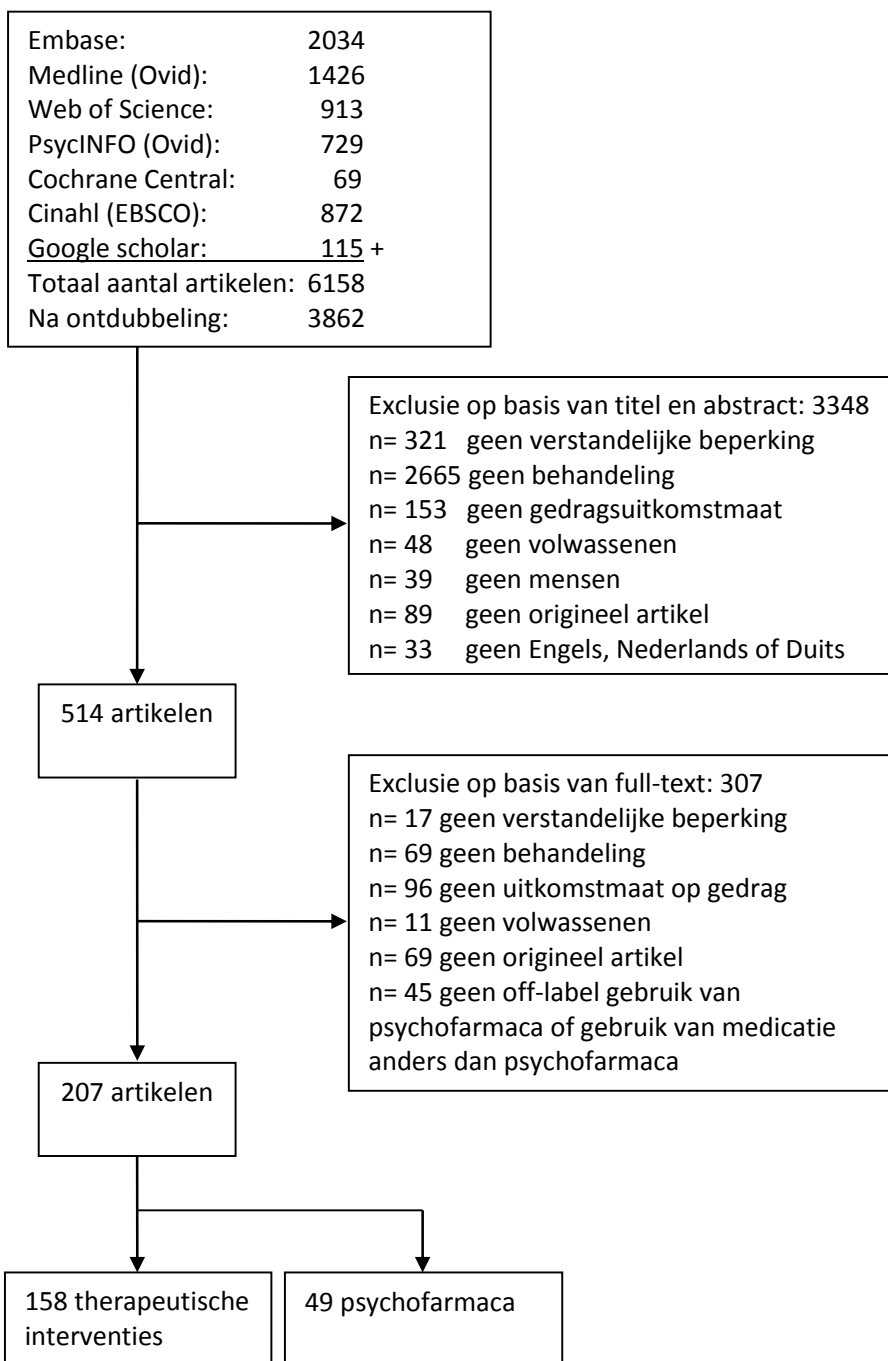 Embase: 2034
Medline (Ovid): 1426
Web of Science: 913
PsycINFO (Ovid): 729
Cochrane Central: 69
Cinahl (EBSCO): 872
Google scholar: 115 +
Totaal aantal artikelen: 6158
Na ontdubbeling: 3862
Exclusie op basis van titel en abstract: 3348
n= 321 geen verstandelijke beperking
n= 2665 geen behandeling
n= 153 geen gedragsuitkomstmaat
n= 48 geen volwassenen
n= 39 geen mensen
n= 89 geen origineel artikel
n= 33 geen Engels, Nederlands of Duits
514 artikelen
Exclusie op basis van full-text: 307
n= 17 geen verstandelijke beperking
n= 69 geen behandeling
n= 96 geen uitkomstmaat op gedrag
n= 11 geen volwassenen
n= 69 geen origineel artikel
n= 45 geen off-label gebruik van
psychofarmaca of gebruik van medicatie
anders dan psychofarmaca
207 artikelen
158 therapeutische
interventies
49 psychofarmaca